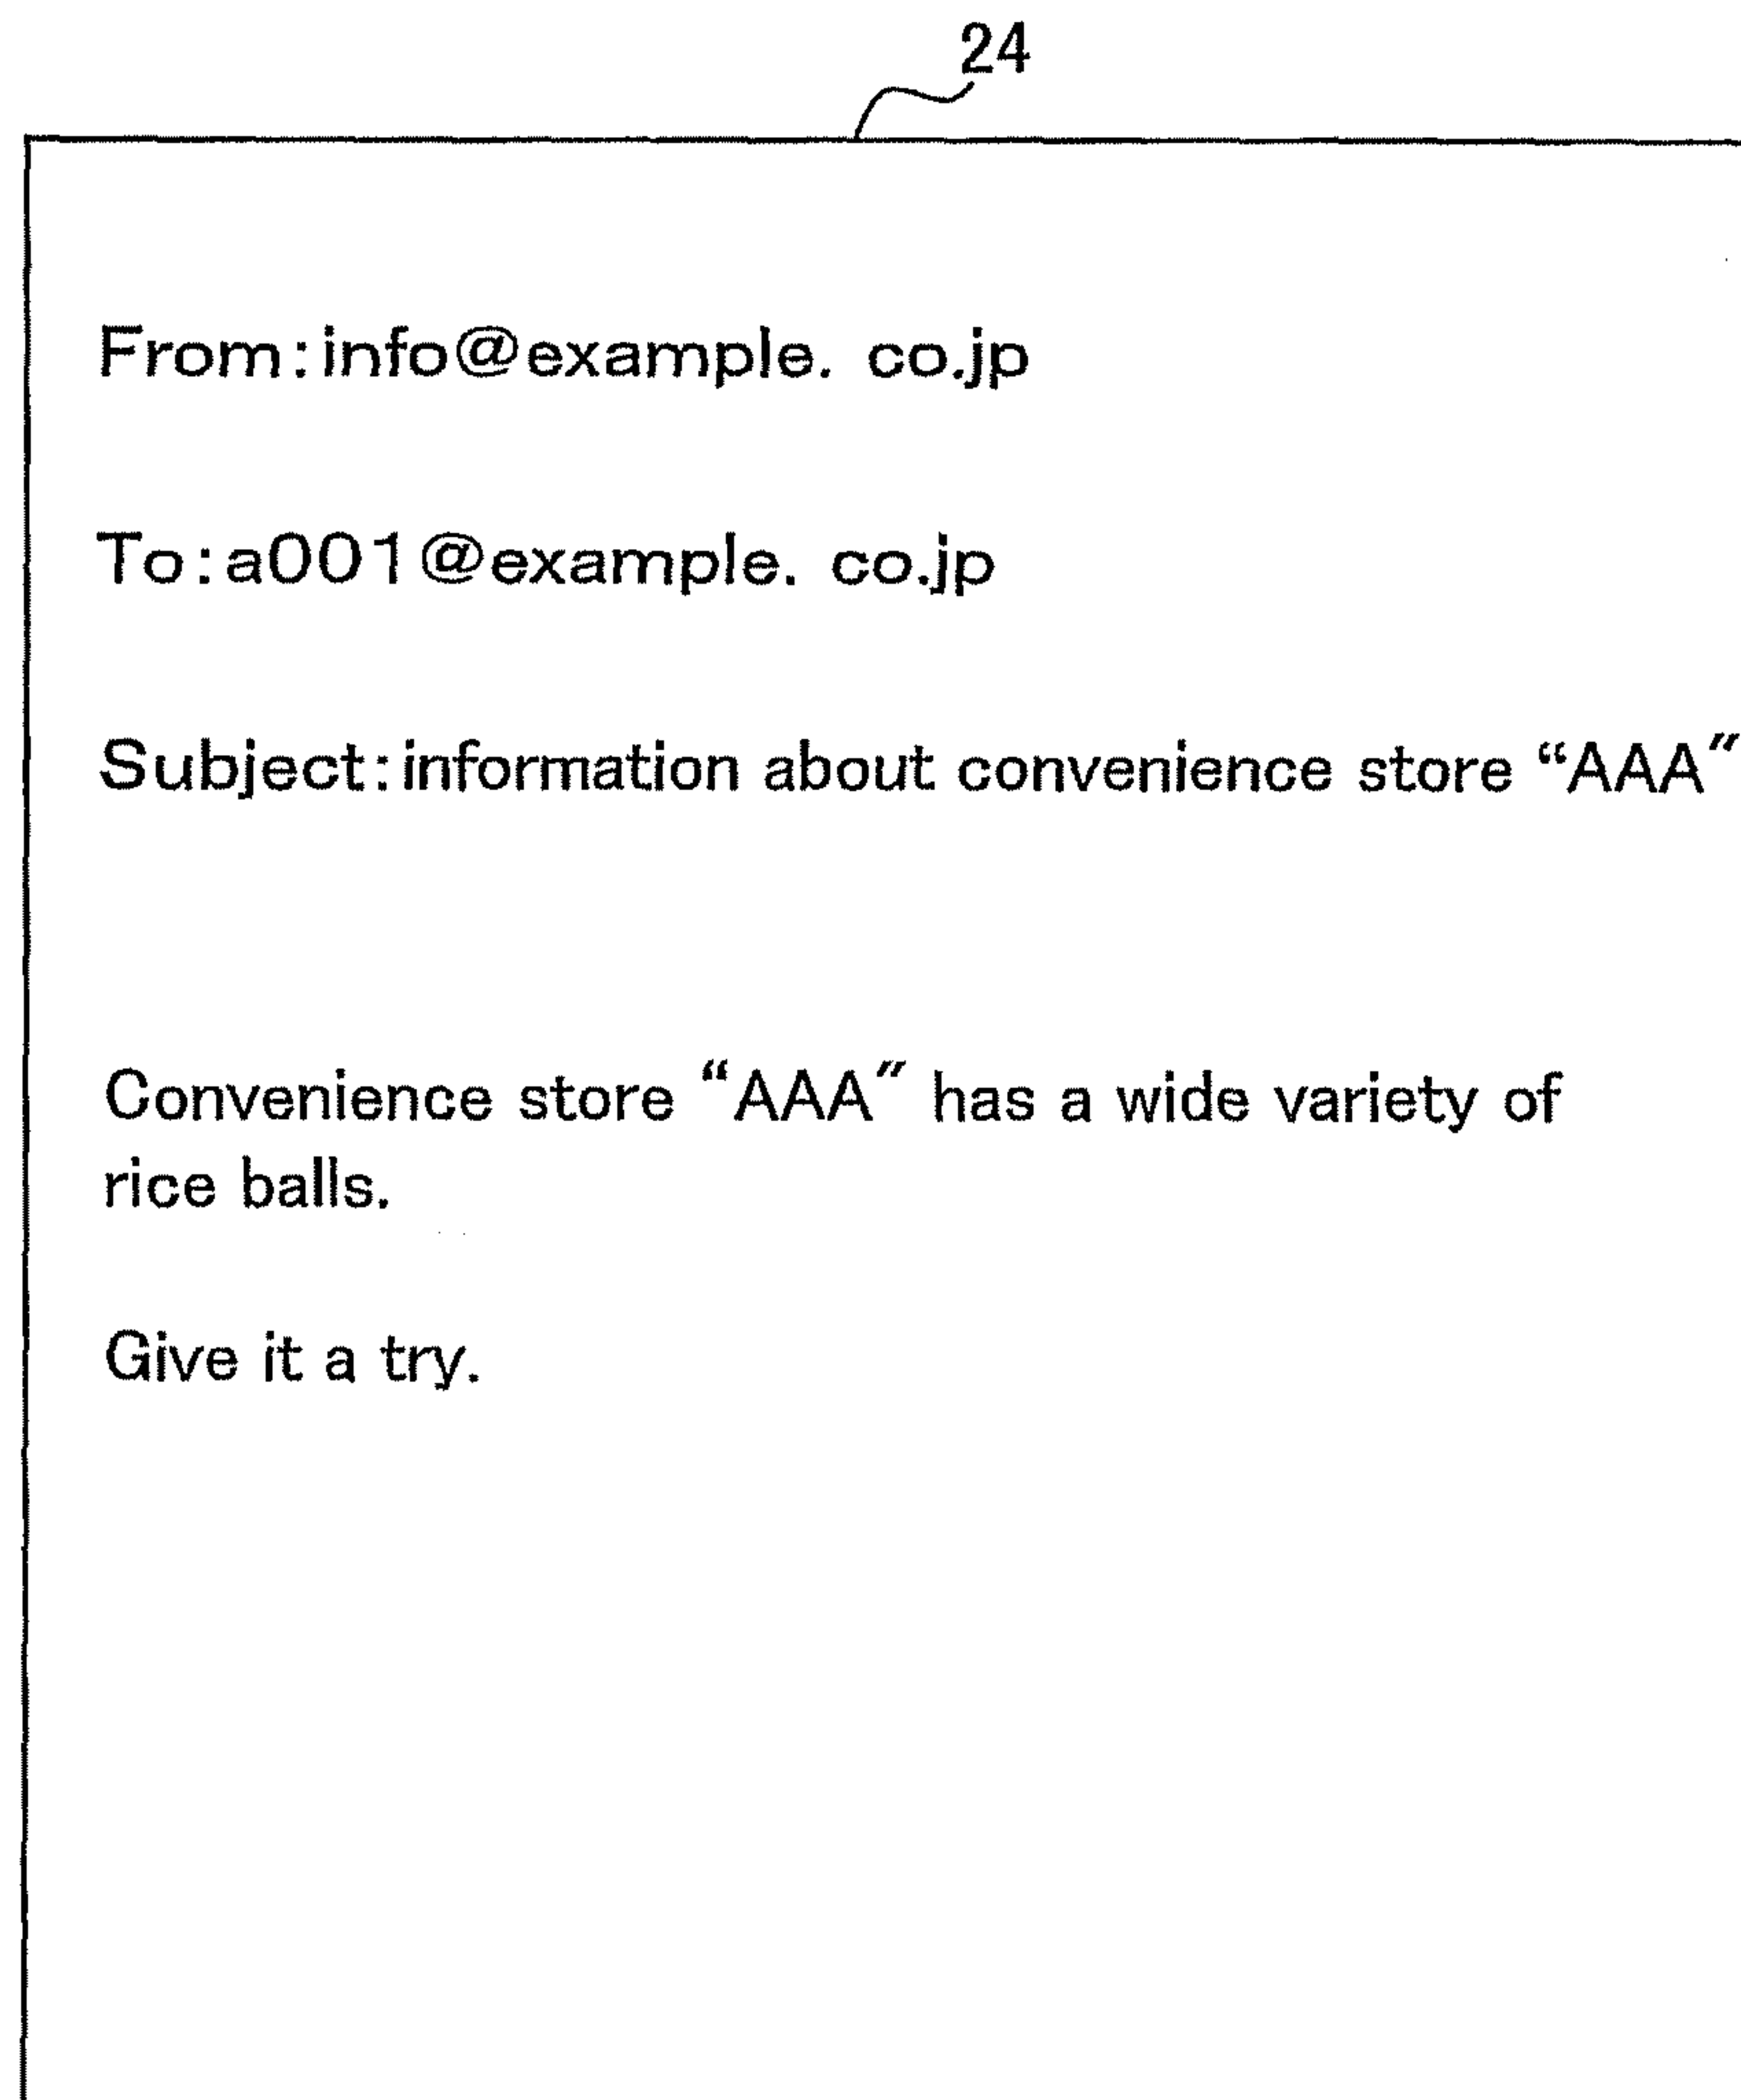 24
From:info@example. co.jp
To:a001@example. co.jp
Subject:information about convenience store “AAA”
Convenience store “AAA” has a wide variety of
rice balls.
Give it a try.